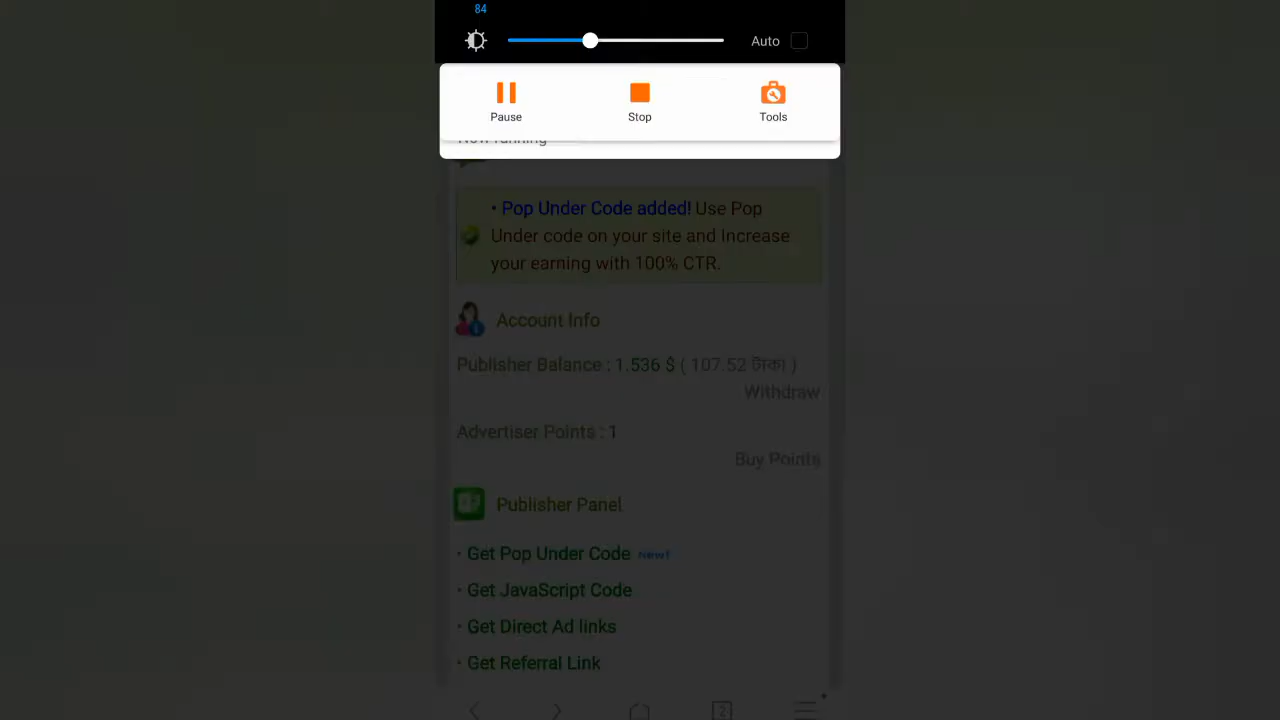 84
Auto
Pause
Stop
Tools
Now running
• Pop Under Code added! Use Pop
Under code on your site and Increase
your earning with 100% CTR.
Account Info
Publisher Balance : 1.536 $ ( 107.52 টাকা )
Withdraw
Advertiser Points : 1
Buy Points
Publisher Panel
· Get Pop Under Code New!
· Get JavaScript Code
· Get Direct Ad links
· Get Referral Link
2